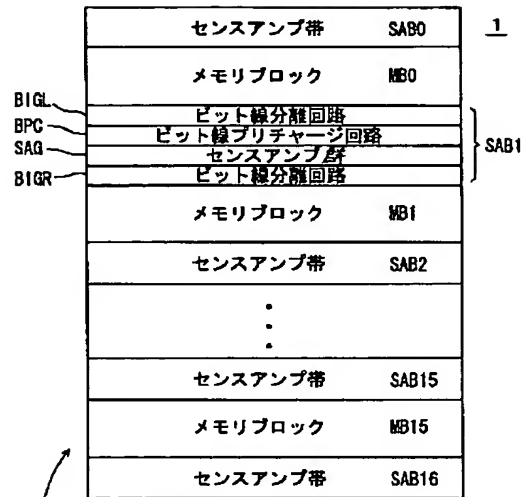 センスアンプ帯 SAB0
1
メモリブロック MB0
BIGL
ビット線分離回路
BPC
ビット線プリチャージ回路
SAG
センスアンプ群
SAB1
BIGR
ビット線分離回路
メモリブロック MB1
センスアンプ帯 SAB2
センスアンプ帯 SAB15
メモリブロック MB15
センスアンプ帯 SAB16